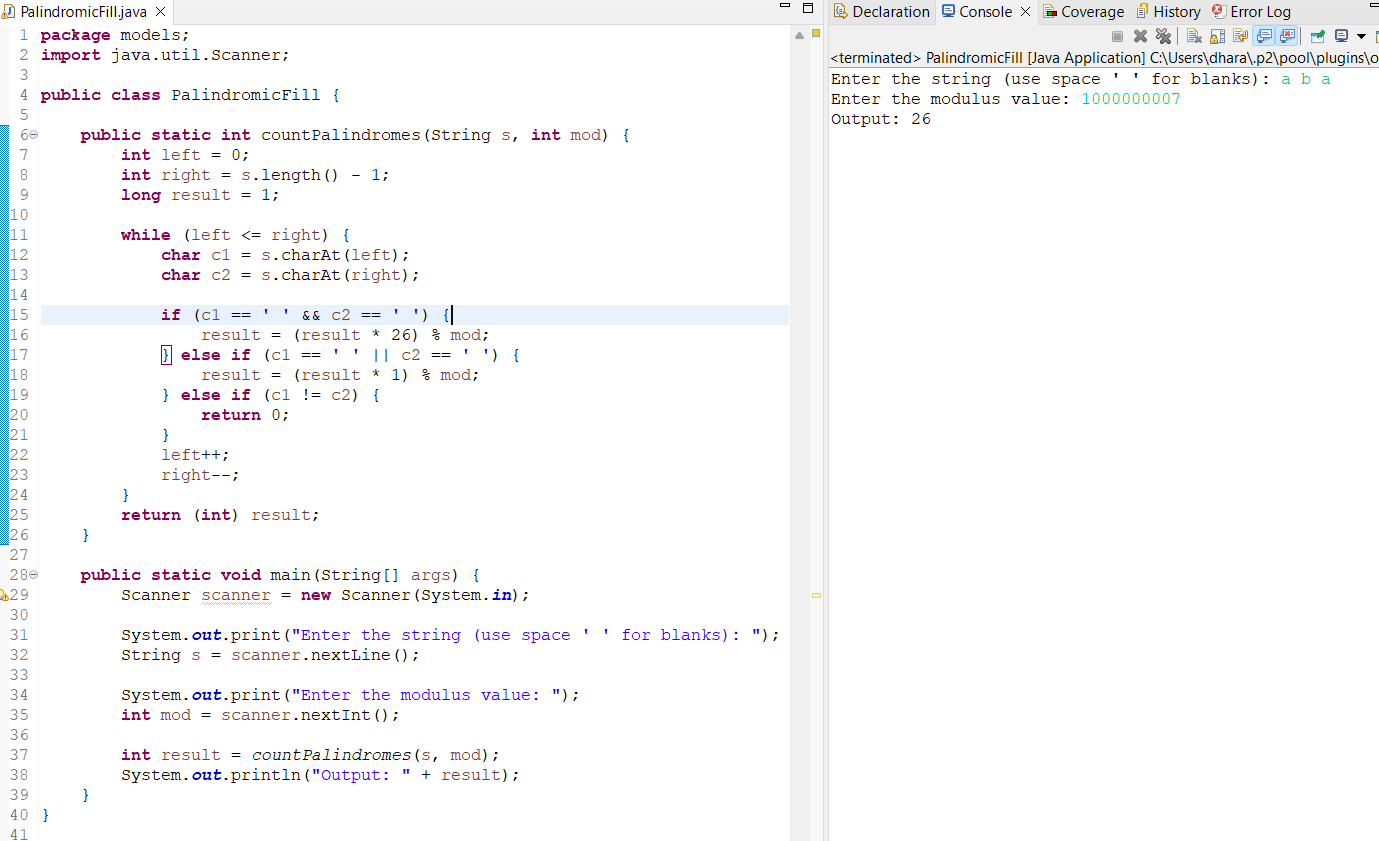 PalindromicFill.java
1 package models;
2 import java.util.Scanner;
3
4 public class PalindromicFill {
5
6     public static int countPalindromes(String s, int mod) {
7         int left = 0;
8         int right = s.length() - 1;
9         long result = 1;
10
11         while (left <= right) {
12             char c1 = s.charAt(left);
13             char c2 = s.charAt(right);
14
15             if (c1 == ' ' && c2 == ' ') {
16                 result = (result * 26) % mod;
17             } else if (c1 == ' ' || c2 == ' ') {
18                 result = (result * 1) % mod;
19             } else if (c1 != c2) {
20                 return 0;
21             }
22             left++;
23             right--;
24         }
25         return (int) result;
26     }
27
28     public static void main(String[] args) {
29         Scanner scanner = new Scanner(System.in);
30
31         System.out.print("Enter the string (use space ' ' for blanks): ");
32         String s = scanner.nextLine();
33
34         System.out.print("Enter the modulus value: ");
35         int mod = scanner.nextInt();
36
37         int result = countPalindromes(s, mod);
38         System.out.println("Output: " + result);
39     }
40 }
41
Declaration Console Coverage History Error Log
<terminated> PalindromicFill [Java Application] C:\Users\dhara\.p2\pool\plugins\o
Enter the string (use space ' ' for blanks): a b a
Enter the modulus value: 1000000007
Output: 26